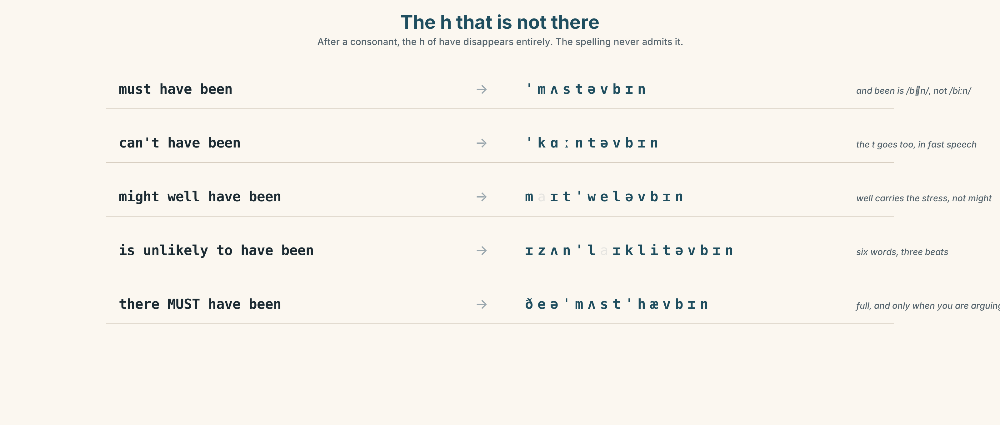 The h that is not there
After a consonant, the h of have disappears entirely. The spelling never admits it.
must have been → ˈmʌstəvbɪn and been is /b▯n/, not /biːn/
can't have been → ˈkɑːntəvbɪn the t goes too, in fast speech
might well have been → maɪtˈweləvbɪn well carries the stress, not might
is unlikely to have been → ɪzʌnˈlaɪklitəvbɪn six words, three beats
there MUST have been → ðeəˈmʌstˈhævbɪn full, and only when you are arguing